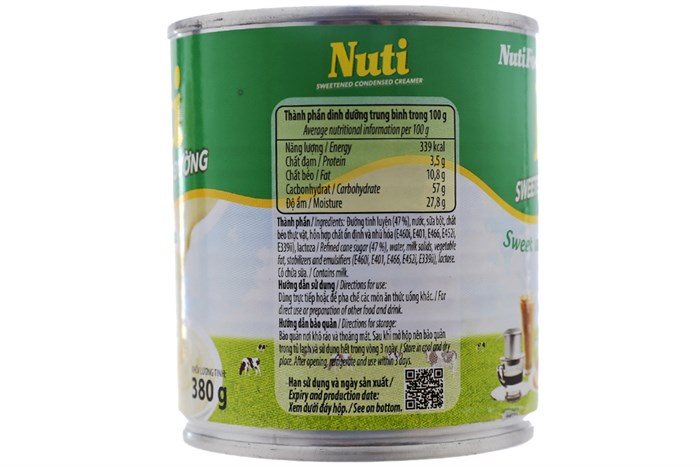 Nuti
SWEETENED CONDENSED CREAMER
Thành phần dinh dưỡng trung bình trong 100 g
Average nutritional information per 100 g
Năng lượng / Energy 339 kcal
Chất đạm / Protein 3,5 g
Chất béo / Fat 10,8 g
Cacbonhydrat / Carbohydrate 57 g
Độ ẩm / Moisture 27,8 g
Thành phần / Ingredients: Đường tinh luyện (47 %), nước, sữa bột, chất
béo thực vật, hỗn hợp chất ổn định và nhũ hóa (E460i, E401, E466, E452i,
E339ii), lactoza / Refined cane sugar (47 %), water, milk solids, vegetable
fat, stabilizers and emulsifiers (E460i, E401, E466, E452i, E339ii), lactose.
Có chứa sữa. / Contains milk.
Hướng dẫn sử dụng / Directions for use:
Dùng trực tiếp hoặc để pha chế các món ăn thức uống khác. / For
direct use or preparation of other food and drink.
Hướng dẫn bảo quản / Directions for storage:
Bảo quản nơi khô ráo và thoáng mát. Sau khi mở hộp nên bảo quản
trong tủ lạnh và sử dụng hết trong vòng 3 ngày. / Store in cool and dry
place. After opening, refrigerate and use within 3 days.
Hạn sử dụng và ngày sản xuất /
Expiry and production date:
Xem dưới đáy hộp. / See on bottom.
KHỐI LƯỢNG TỊNH:
380 g
ƯỜNG
Nuti
SWEE
Sweet